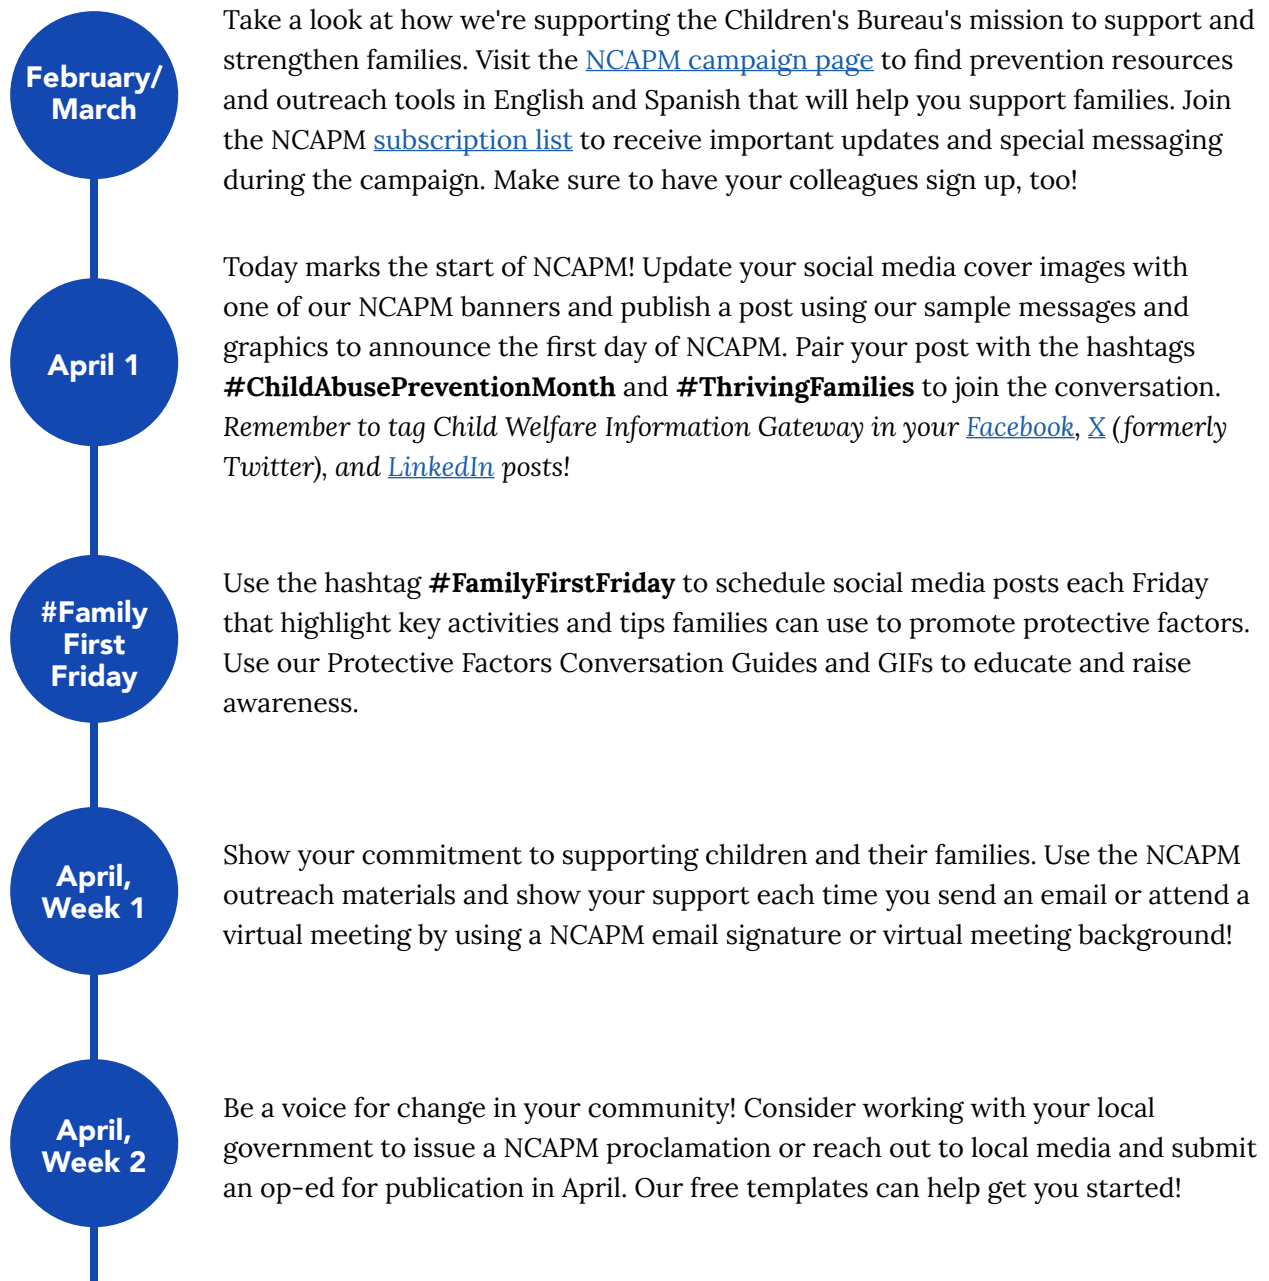 February/
March
Take a look at how we're supporting the Children's Bureau's mission to support and
strengthen families. Visit the NCAPM campaign page to find prevention resources
and outreach tools in English and Spanish that will help you support families. Join
the NCAPM subscription list to receive important updates and special messaging
during the campaign. Make sure to have your colleagues sign up, too!
April 1
Today marks the start of NCAPM! Update your social media cover images with
one of our NCAPM banners and publish a post using our sample messages and
graphics to announce the first day of NCAPM. Pair your post with the hashtags
#ChildAbusePreventionMonth and #ThrivingFamilies to join the conversation.
Remember to tag Child Welfare Information Gateway in your Facebook, X (formerly
Twitter), and LinkedIn posts!
#Family
First
Friday
Use the hashtag #FamilyFirstFriday to schedule social media posts each Friday
that highlight key activities and tips families can use to promote protective factors.
Use our Protective Factors Conversation Guides and GIFs to educate and raise
awareness.
April,
Week 1
Show your commitment to supporting children and their families. Use the NCAPM
outreach materials and show your support each time you send an email or attend a
virtual meeting by using a NCAPM email signature or virtual meeting background!
April,
Week 2
Be a voice for change in your community! Consider working with your local
government to issue a NCAPM proclamation or reach out to local media and submit
an op-ed for publication in April. Our free templates can help get you started!